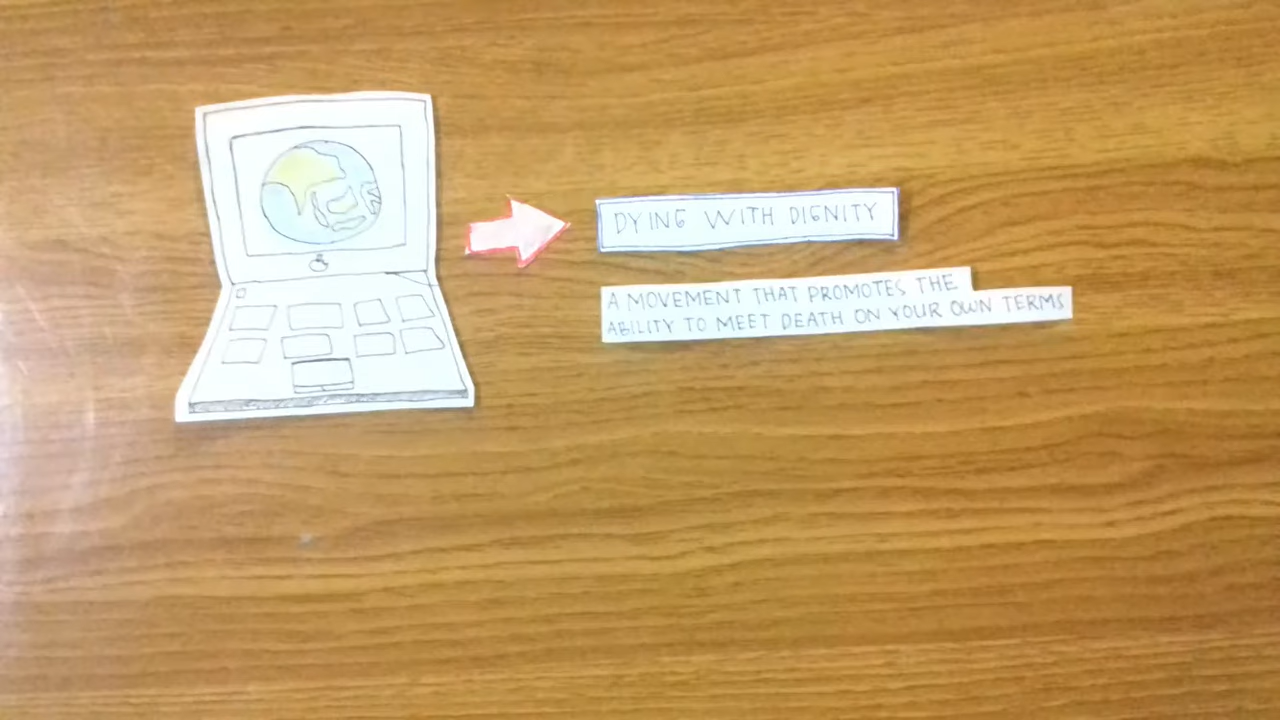 DYING WITH DIGNITY
A MOVEMENT THAT PROMOTES THE
ABILITY TO MEET DEATH ON YOUR OWN TERMS